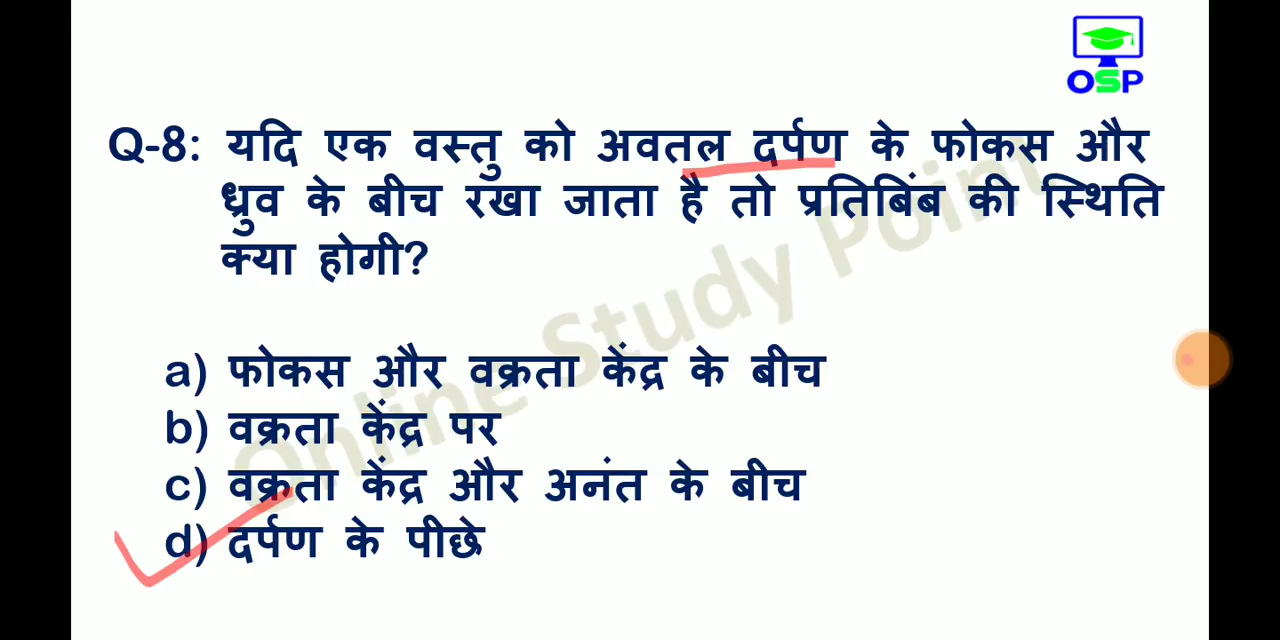 OSP
Q-8: यदि एक वस्तु को अवतल दर्पण के फोकस और
ध्रुव के बीच रखा जाता है तो प्रतिबिंब की स्थिति
क्या होगी?
Online Study Point
a) फोकस और वक्रता केंद्र के बीच
b) वक्रता केंद्र पर
c) वक्रता केंद्र और अनंत के बीच
d) दर्पण के पीछे